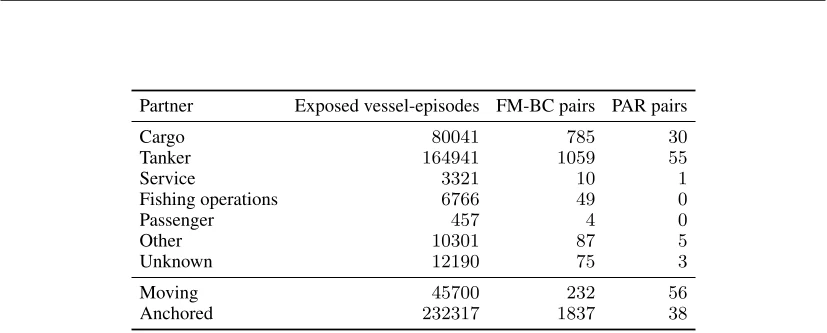 Partner Exposed vessel-episodes FM-BC pairs PAR pairs
Cargo 80041 785 30
Tanker 164941 1059 55
Service 3321 10 1
Fishing operations 6766 49 0
Passenger 457 4 0
Other 10301 87 5
Unknown 12190 75 3
Moving 45700 232 56
Anchored 232317 1837 38